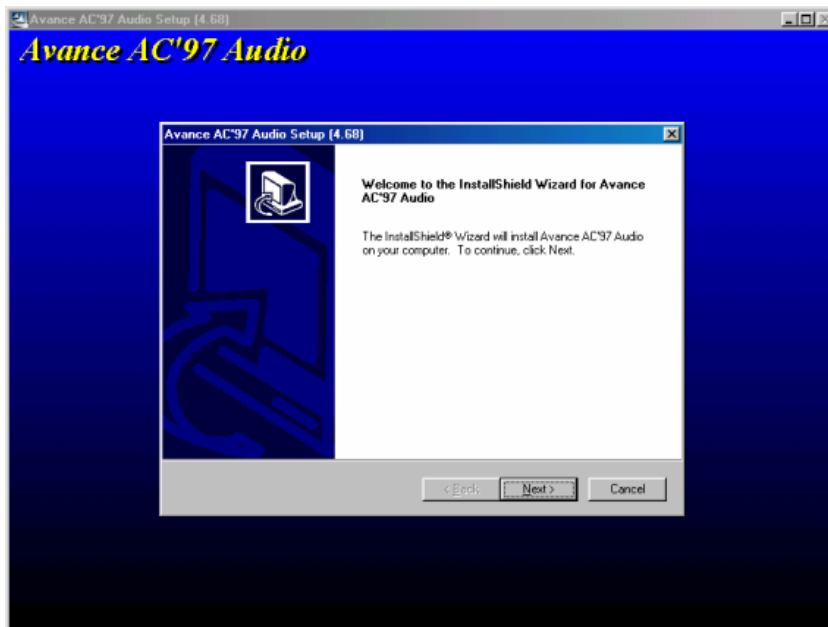 Avance AC'97 Audio Setup [4.68]
Avance AC'97 Audio
Avance AC'97 Audio Setup [4.68]
Welcome to the InstallShield Wizard for Avance
AC'97 Audio
The InstallShield® Wizard will install Avance AC'97 Audio
on your computer. To continue, click Next.
< Back Next > Cancel